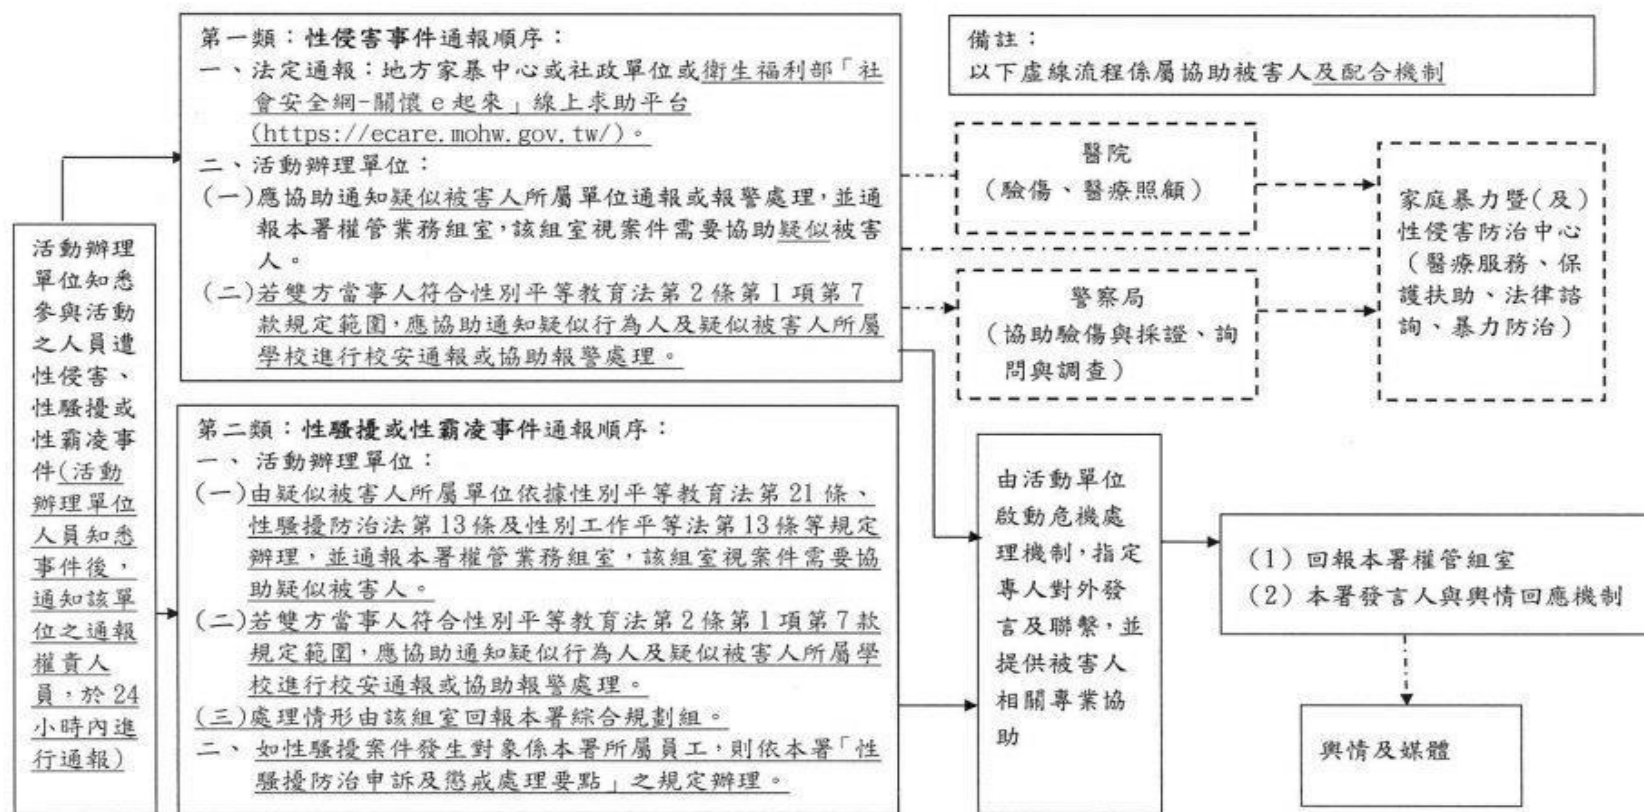 活動辦理
單位知悉
參與活動
之人員遭
性侵害、
性騷擾或
性霸凌事
件(活動
辦理單位
人員知悉
事件後，
通知該單
位之通報
權責人
員，於 24
小時內進
行通報)
第一類：性侵害事件通報順序：
一、法定通報：地方家暴中心或社政單位或衛生福利部「社
會安全網-關懷 e 起來」線上求助平台
(https://ecare.mohw.gov.tw/)。
二、活動辦理單位：
(一)應協助通知疑似被害人所屬單位通報或報警處理，並通
報本署權管業務組室，該組室視案件需要協助疑似被害
人。
(二)若雙方當事人符合性別平等教育法第 2 條第 1 項第 7
款規定範圍，應協助通知疑似行為人及疑似被害人所屬
學校進行校安通報或協助報警處理。
第二類：性騷擾或性霸凌事件通報順序：
一、 活動辦理單位：
(一)由疑似被害人所屬單位依據性別平等教育法第 21 條、
性騷擾防治法第 13 條及性別工作平等法第 13 條等規定
辦理，並通報本署權管業務組室，該組室視案件需要協
助疑似被害人。
(二)若雙方當事人符合性別平等教育法第 2 條第 1 項第 7 款
規定範圍，應協助通知疑似行為人及疑似被害人所屬學
校進行校安通報或協助報警處理。
(三)處理情形由該組室回報本署綜合規劃組。
二、 如性騷擾案件發生對象係本署所屬員工，則依本署「性
騷擾防治申訴及懲戒處理要點」之規定辦理。
備註：
以下虛線流程係屬協助被害人及配合機制
醫院
（驗傷、醫療照顧）
警察局
（協助驗傷與採證、詢
問與調查）
家庭暴力暨(及)
性侵害防治中心
（醫療服務、保
護扶助、法律諮
詢、暴力防治）
由活動單位
啟動危機處
理機制，指定
專人對外發
言及聯繫，並
提供被害人
相關專業協
助
(1) 回報本署權管組室
(2) 本署發言人與輿情回應機制
輿情及媒體